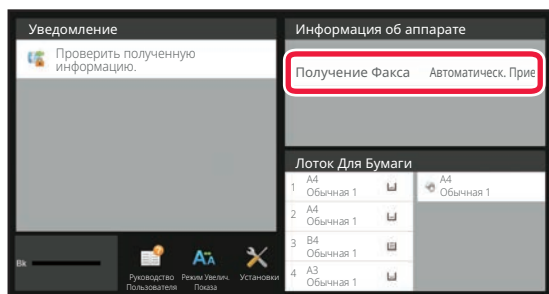 Уведомление
Проверить полученную
информацию.
Информация об аппарате
Получение Факса Автоматическ. Прие
Лоток Для Бумаги
1 A4
Обычная 1
2 A4
Обычная 1
3 B4
Обычная 1
4 A3
Обычная 1
A4
Обычная 1
Bk
Руководство
Пользователя
Режим Увелич.
Показа
Установки